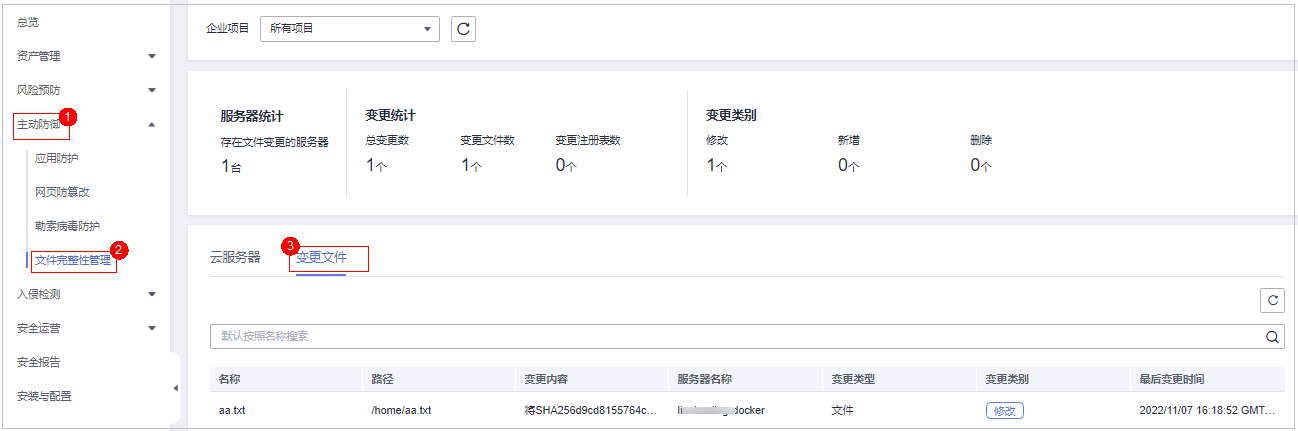 总览
资产管理
风险预防
主动防御
1
应用防护
网页防篡改
勒索病毒防护
文件完整性管理
2
入侵检测
安全运营
安全报告
安装与配置
企业项目 所有项目
服务器统计
存在文件变更的服务器
1台
变更统计
总变更数 变更文件数 变更注册表数
1个 1个 0个
变更类别
修改 新增 删除
1个 0个 0个
云服务器 3 变更文件
默认按照名称搜索
名称 路径 变更内容 服务器名称 变更类型 变更类别 最后变更时间
aa.txt /home/aa.txt 将SHA256d9cd8155764c... docker 文件 修改 2022/11/07 16:18:52 GMT...